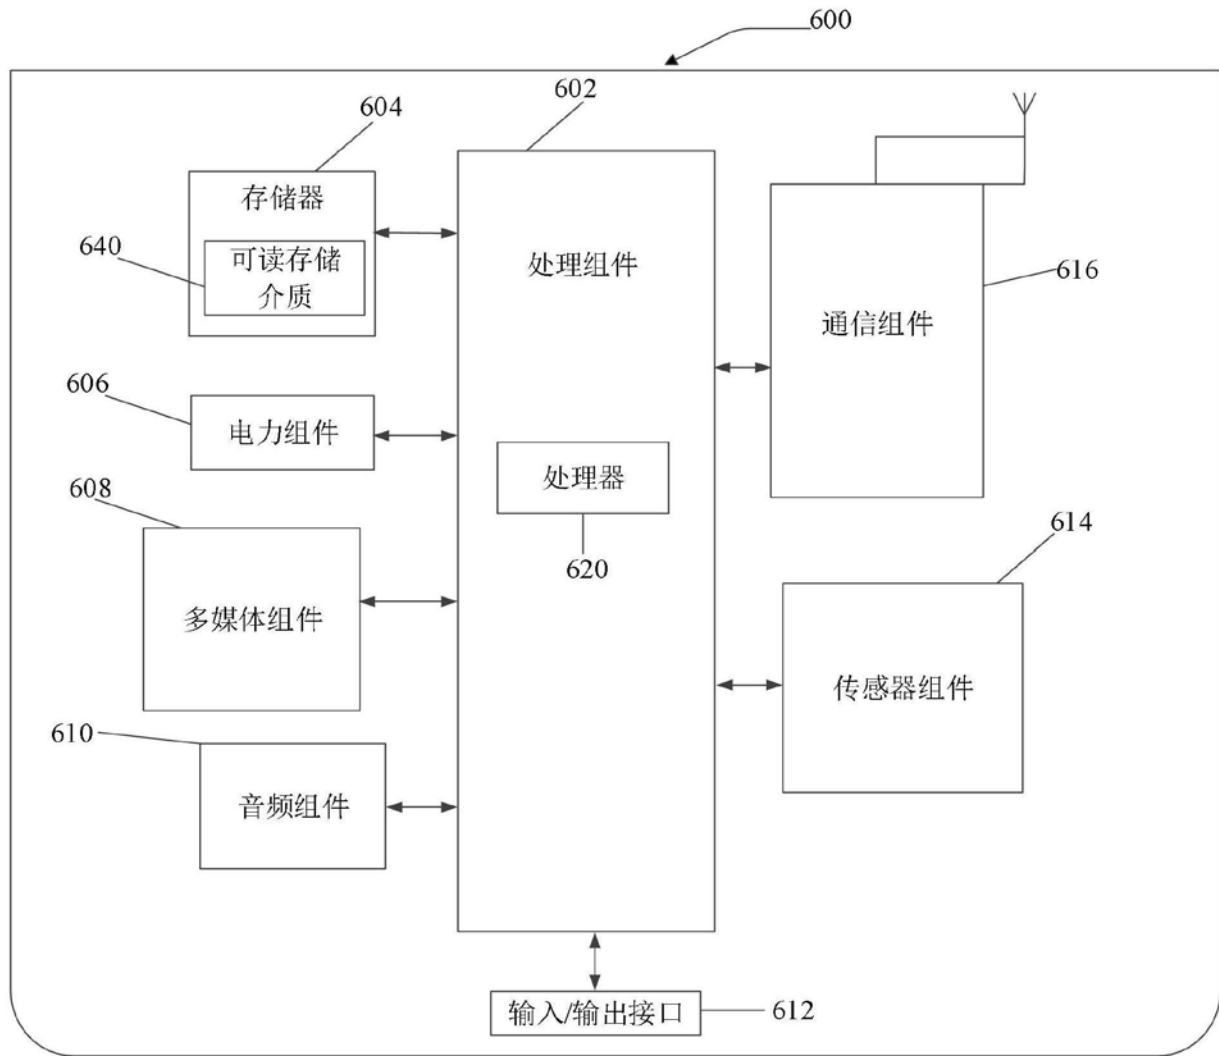 600
602
604
存储器
640
可读存储
介质
处理组件
616
通信组件
606
电力组件
处理器
620
608
多媒体组件
614
传感器组件
610
音频组件
输入/输出接口
612